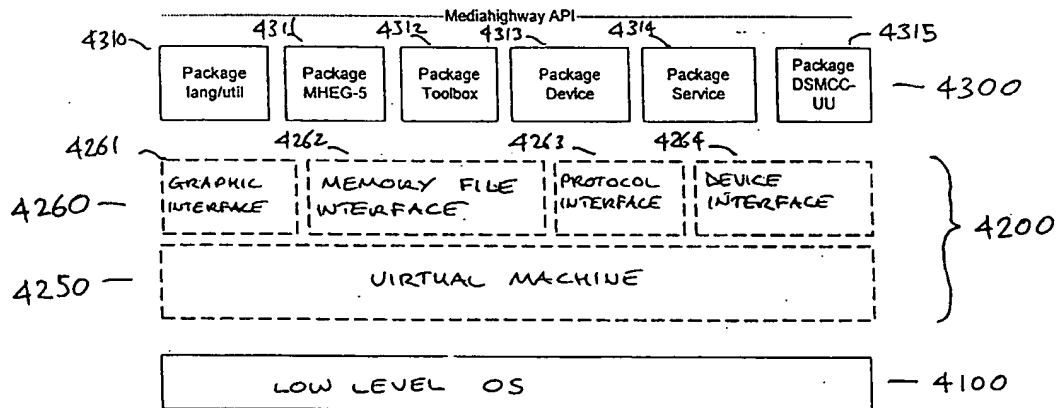 Mediahighway API
4310 4311 4312 4313 4314 4315
Package lang/util
Package MHEG-5
Package Toolbox
Package Device
Package Service
Package DSMCC-UU
4300
4261 4262 4263 4264
GRAPHIC INTERFACE
MEMORY FILE INTERFACE
PROTOCOL INTERFACE
DEVICE INTERFACE
4260
4200
4250
VIRTUAL MACHINE
LOW LEVEL OS
4100